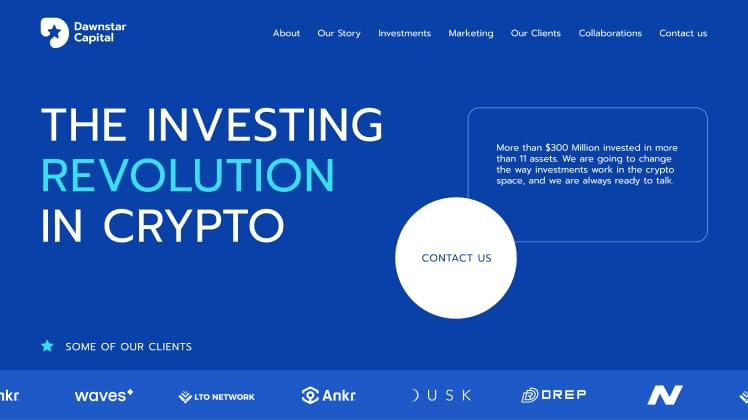 Dawnstar
Capital
About Our Story Investments Marketing Our Clients Collaborations Contact us
THE INVESTING
REVOLUTION
IN CRYPTO
More than $300 Million invested in more
than 11 assets. We are going to change
the way investments work in the crypto
space, and we are always ready to talk.
CONTACT US
SOME OF OUR CLIENTS
nkr waves LTO NETWORK Ankr DUSK DREP N